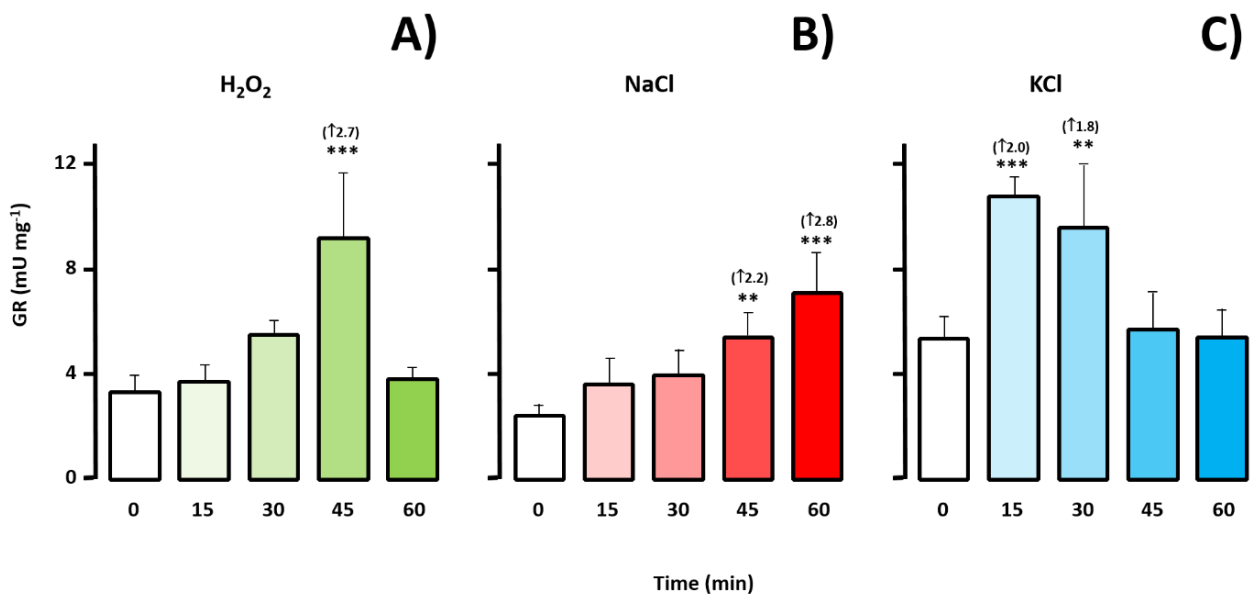 A)
B)
C)
H₂O₂
NaCl
KCl
GR (mU mg⁻¹)
12
8
4
0
(↑2.7)
***
0 15 30 45 60
(↑2.2)
**
(↑2.8)
***
0 15 30 45 60
(↑2.0)
***
(↑1.8)
**
0 15 30 45 60
Time (min)